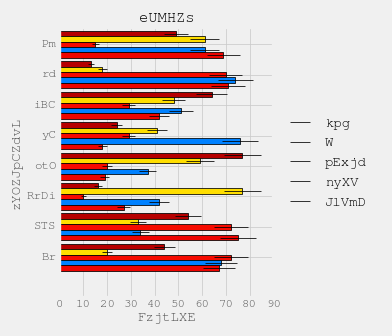 eUMHZs
Pm
rd
iBC
yC
otO
RrDi
STS
Br
zYOZJpCZdvL
0 10 20 30 40 50 60 70 80 90
FzjtLXE
kpg
W
pExjd
nyXV
JlVmD